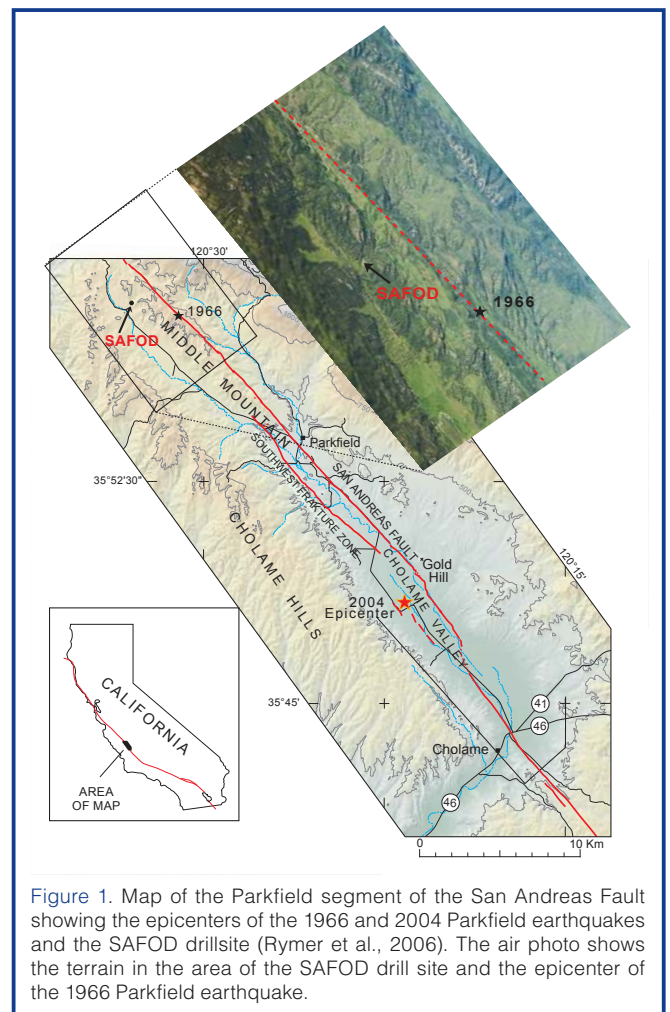 SAFOD
1966
120°30'
1966
SAFOD
MIDDLE MOUNTAIN
Parkfield
35°52'30"
SOUTHWEST FRAKTURE ZONE
SAN ANDREAS FAULT
CHOLAME HILLS
CHOLAME VALLEY
Gold
Hill
120°15'
2004
Epicenter
35°45'
41
46
Cholame
46
CALIFORNIA
AREA
OF MAP
0 10 Km
Figure 1. Map of the Parkfield segment of the San Andreas Fault
showing the epicenters of the 1966 and 2004 Parkfield earthquakes
and the SAFOD drillsite (Rymer et al., 2006). The air photo shows
the terrain in the area of the SAFOD drill site and the epicenter of
the 1966 Parkfield earthquake.